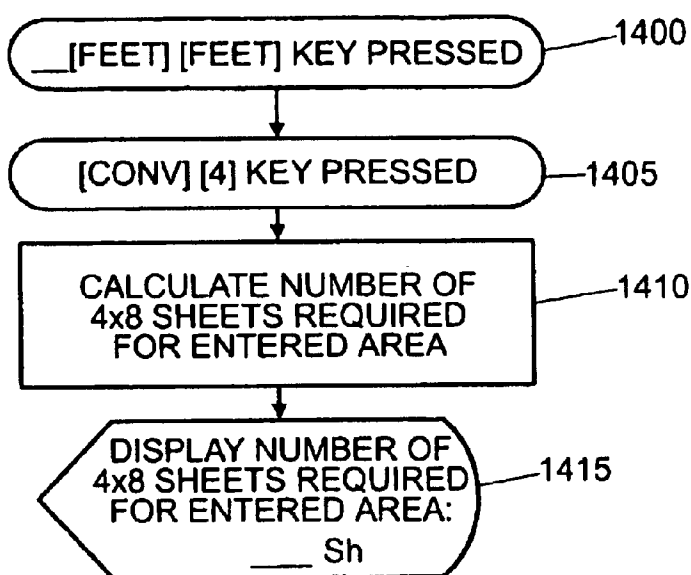 __[FEET] [FEET] KEY PRESSED
1400
[CONV] [4] KEY PRESSED
1405
CALCULATE NUMBER OF
4x8 SHEETS REQUIRED
FOR ENTERED AREA
1410
DISPLAY NUMBER OF
4x8 SHEETS REQUIRED
FOR ENTERED AREA:
___ Sh
1415